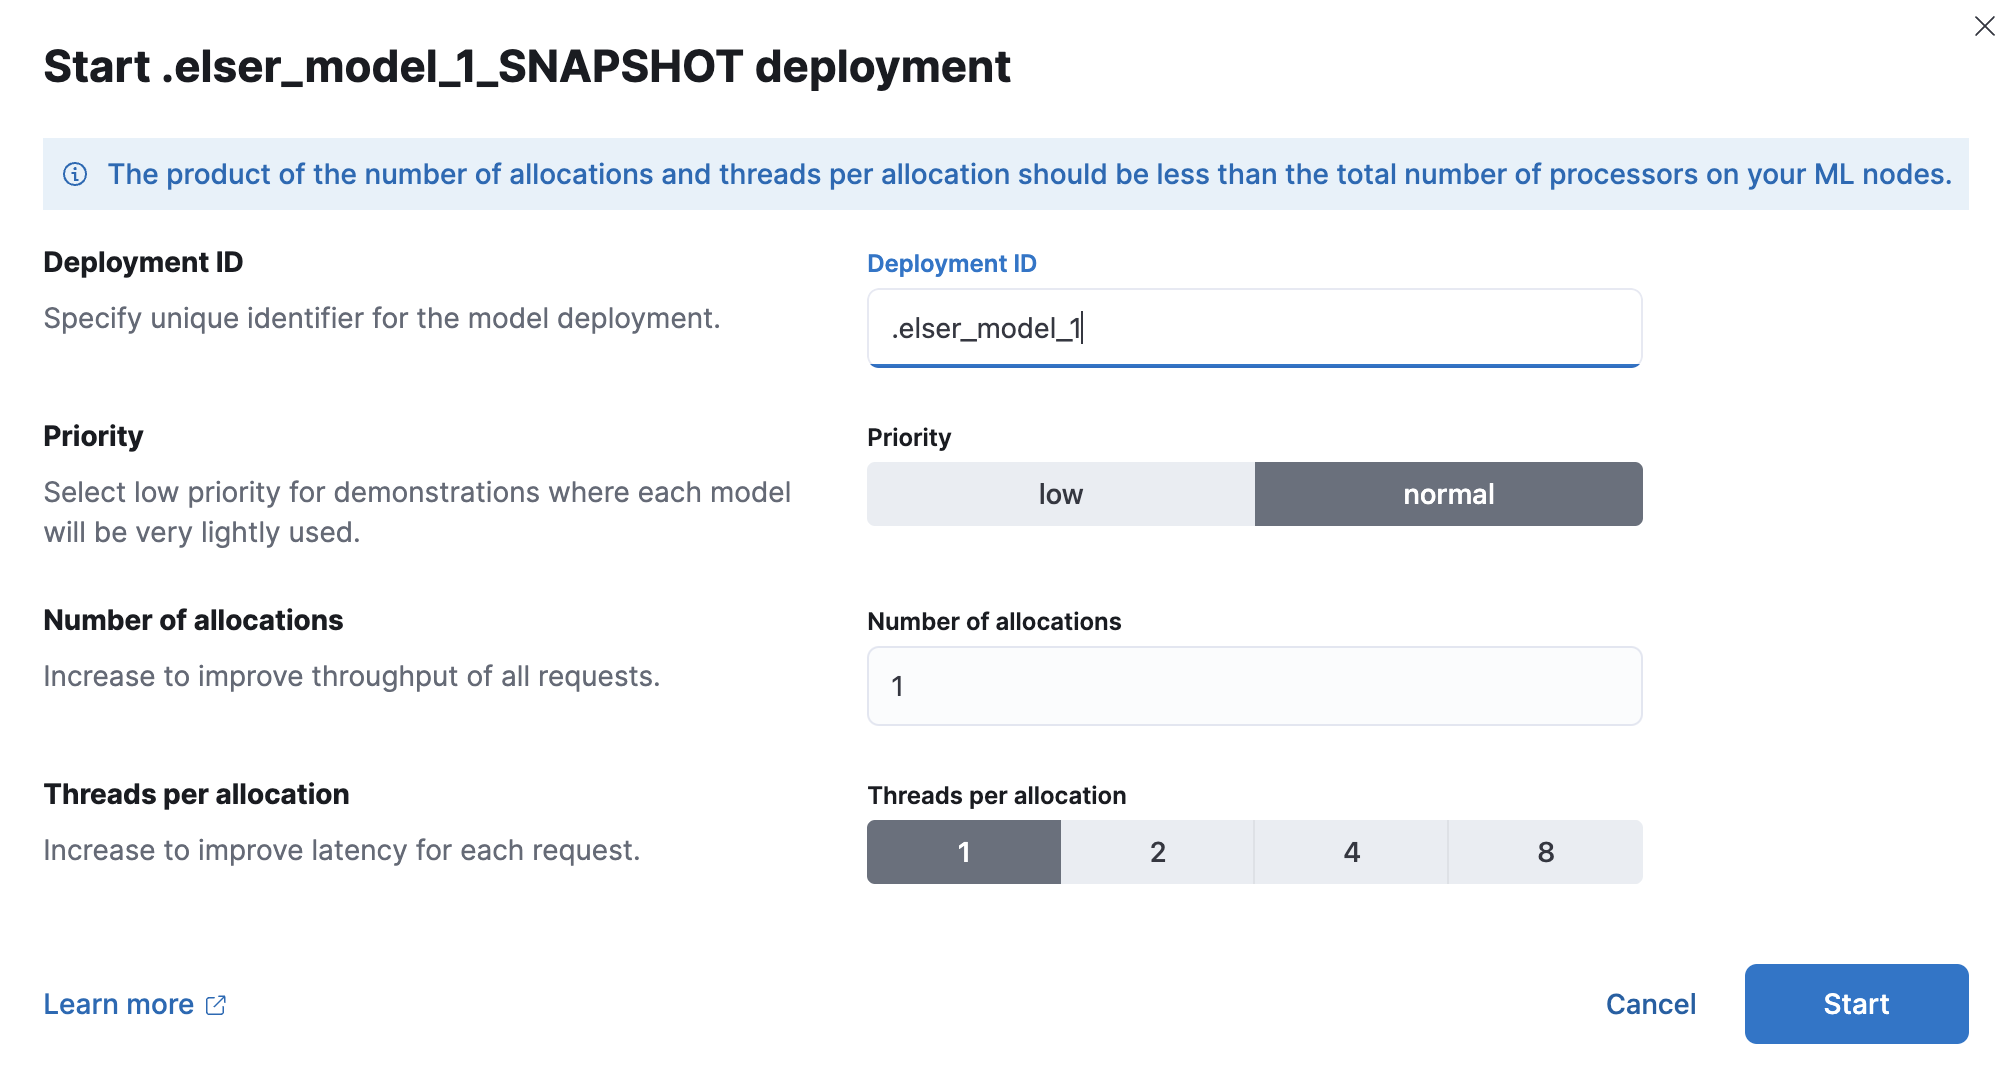 Start .elser_model_1_SNAPSHOT deployment
The product of the number of allocations and threads per allocation should be less than the total number of processors on your ML nodes.
Deployment ID
Specify unique identifier for the model deployment.
Deployment ID
.elser_model_1
Priority
Select low priority for demonstrations where each model
will be very lightly used.
Priority
low normal
Number of allocations
Increase to improve throughput of all requests.
Number of allocations
1
Threads per allocation
Increase to improve latency for each request.
Threads per allocation
1 2 4 8
Learn more
Cancel Start